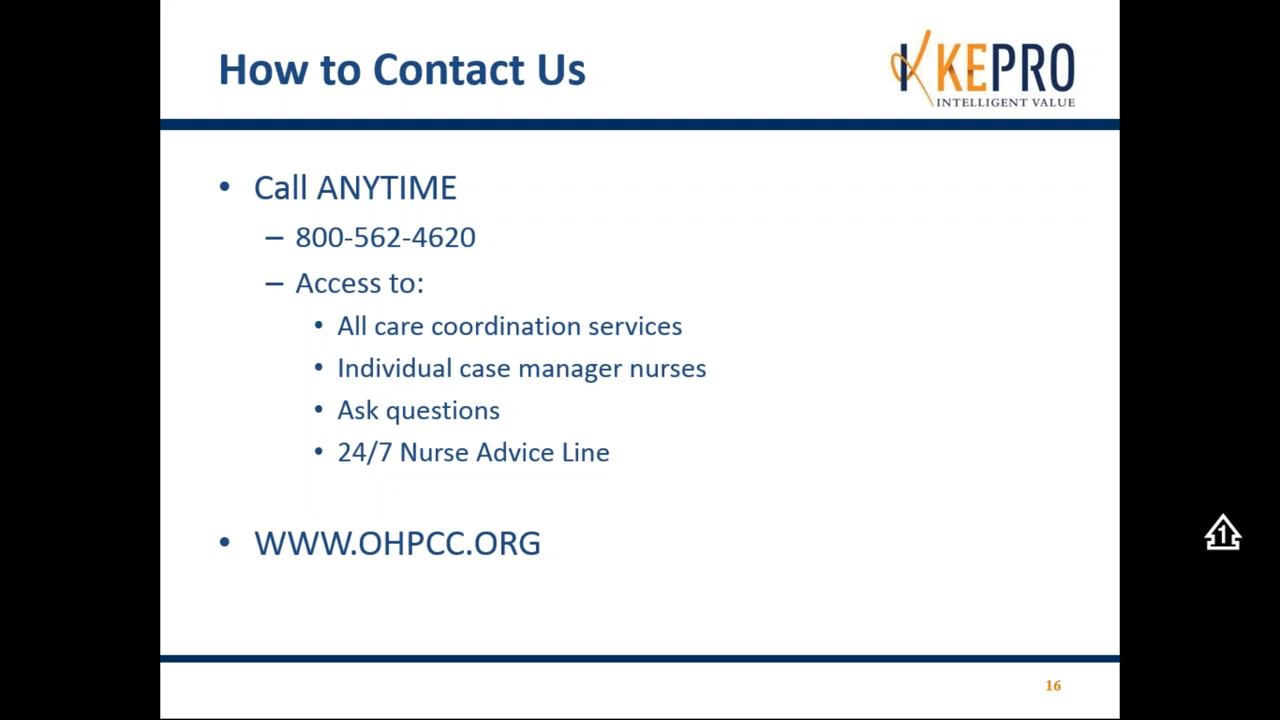 How to Contact Us
KEPRO
INTELLIGENT VALUE
• Call ANYTIME
– 800-562-4620
– Access to:
• All care coordination services
• Individual case manager nurses
• Ask questions
• 24/7 Nurse Advice Line
• WWW.OHPCC.ORG
1
16